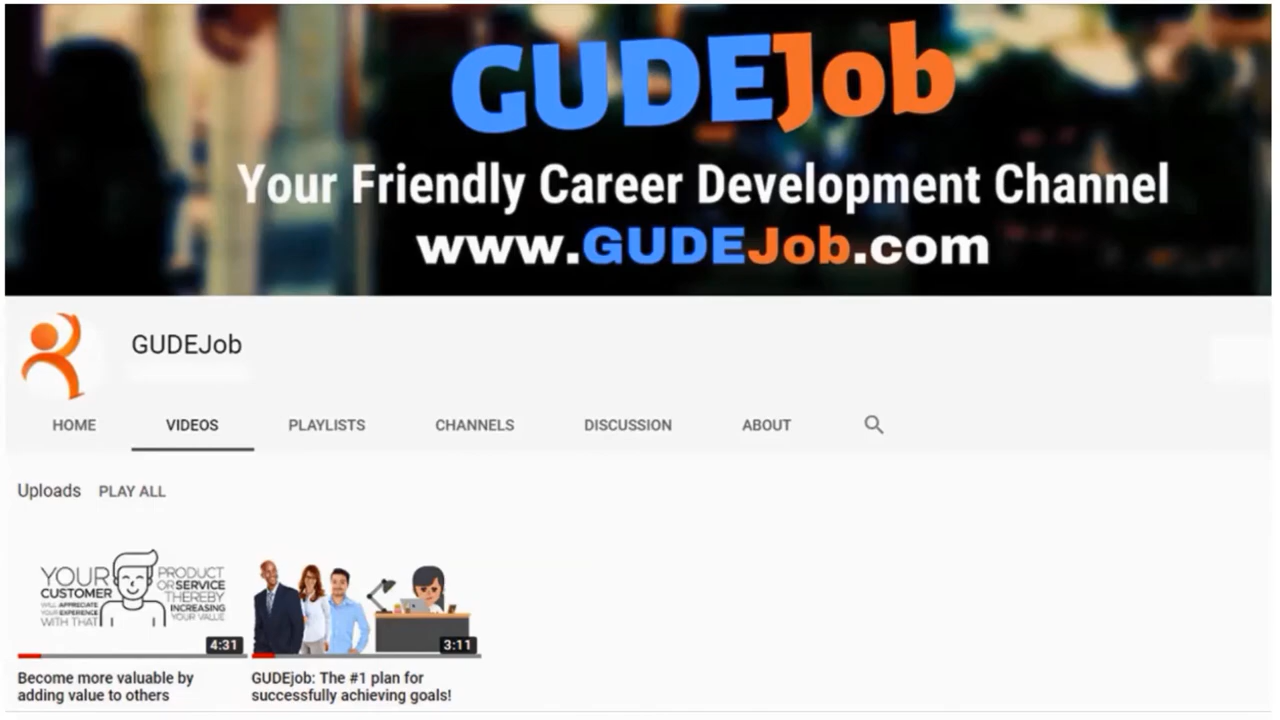 GUDEJob
Your Friendly Career Development Channel
www.GUDEJob.com
GUDEJob
HOME VIDEOS PLAYLISTS CHANNELS DISCUSSION ABOUT
Uploads PLAY ALL
YOUR
CUSTOMER
WILL APPRECIATE
YOUR EXPERIENCE
WITH THAT
PRODUCT
OR SERVICE
THEREBY
INCREASING
YOUR VALUE
4:31
3:11
Become more valuable by
adding value to others
GUDEjob: The #1 plan for
successfully achieving goals!